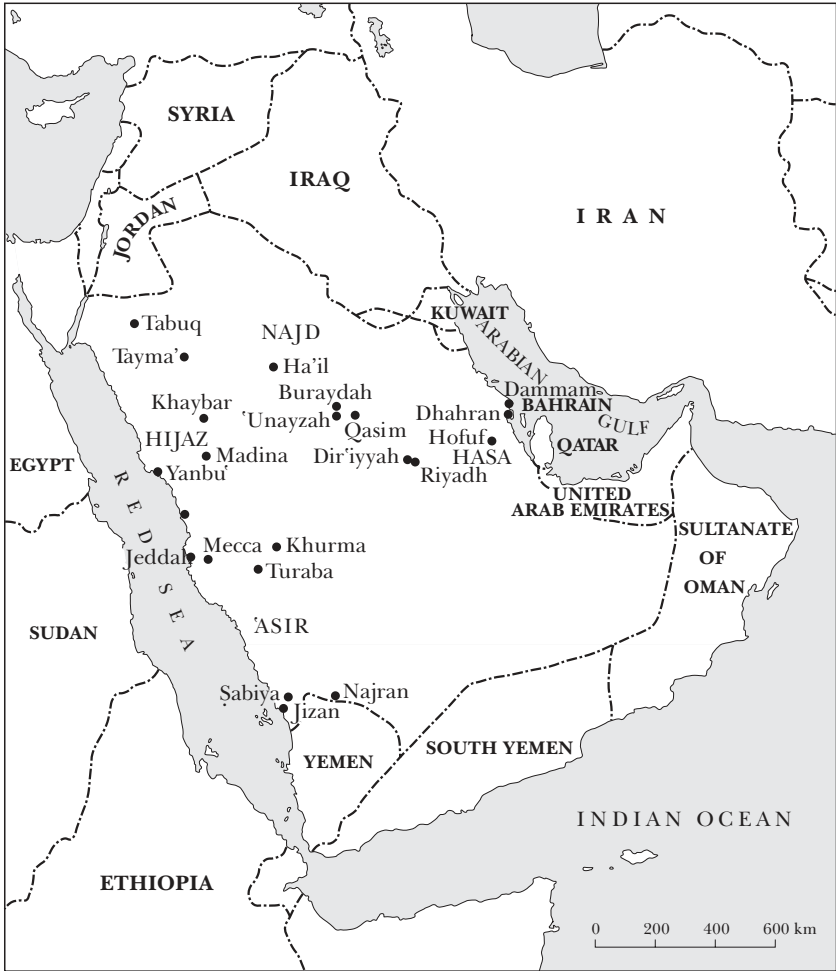 SYRIA
IRAQ
IRAN
JORDAN
KUWAIT
Tabuq
NAJD
ARABIAN
GULF
Tayma’
Ha’il
Buraydah
Dammam
Khaybar
BAHRAIN
‘Unayzah
Dhahran
Qasim
HIJAZ
Hofuf
QATAR
Madina
Dir‘iyyah
HASA
EGYPT
Yanbu‘
Riyadh
UNITED
ARAB EMIRATES
RED SEA
SULTANATE
OF
OMAN
Mecca
Khurma
Jeddah
Turaba
‘ASIR
SUDAN
Ṣabiya
Najran
Jizan
SOUTH YEMEN
YEMEN
INDIAN OCEAN
ETHIOPIA
0 200 400 600 km